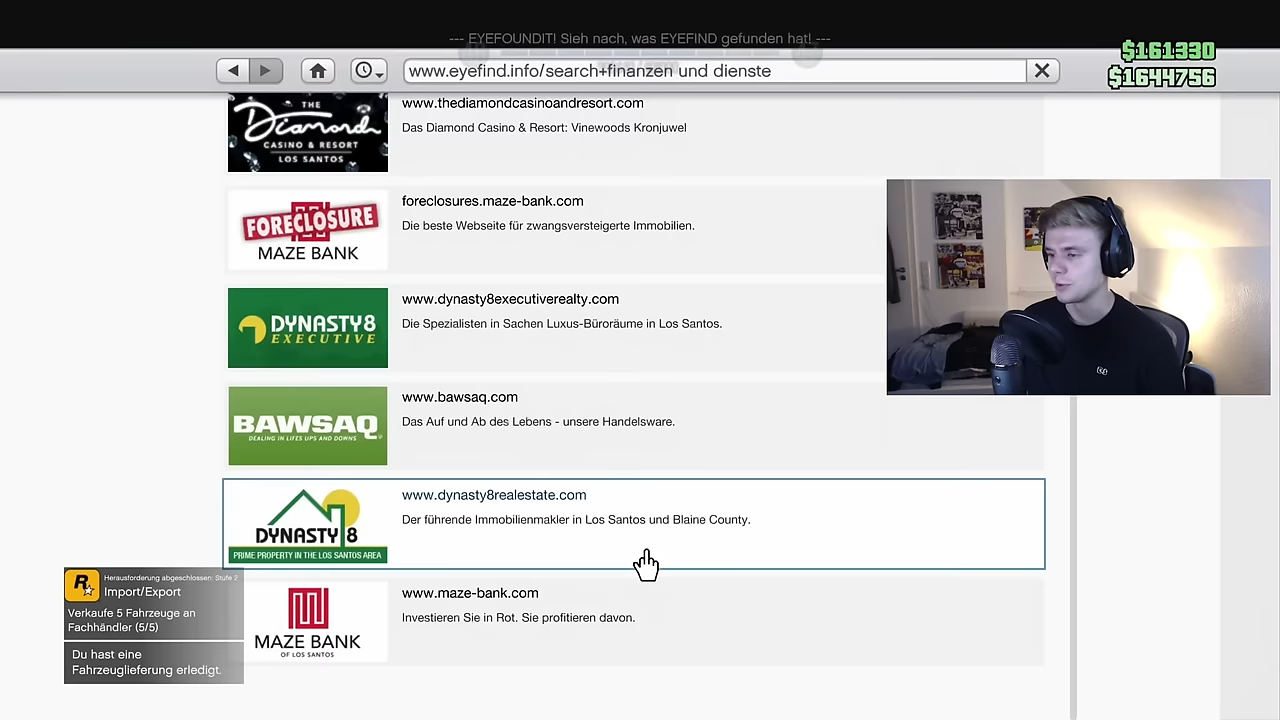 --- EYEFOUNDIT! Sieh nach, was EYEFIND gefunden hat! ---
$161330
$1644756
www.eyefind.info/search+finanzen und dienste
THE
Diamond
CASINO & RESORT
LOS SANTOS
www.thediamondcasinoandresort.com
Das Diamond Casino & Resort: Vinewoods Kronjuwel
FORECLOSURE
MAZE BANK
foreclosures.maze-bank.com
Die beste Webseite für zwangsversteigerte Immobilien.
DYNASTY8
EXECUTIVE
www.dynasty8executiverealty.com
Die Spezialisten in Sachen Luxus-Büroräume in Los Santos.
BAWSAQ
DEALING IN LIFES UPS AND DOWNS
www.bawsaq.com
Das Auf und Ab des Lebens - unsere Handelsware.
DYNASTY 8
PRIME PROPERTY IN THE LOS SANTOS AREA
www.dynasty8realestate.com
Der führende Immobilienmakler in Los Santos und Blaine County.
MAZE BANK
OF LOS SANTOS
www.maze-bank.com
Investieren Sie in Rot. Sie profitieren davon.
R
Herausforderung abgeschlossen: Stufe 2
Import/Export
Verkaufe 5 Fahrzeuge an
Fachhändler (5/5)
Du hast eine
Fahrzeuglieferung erledigt.